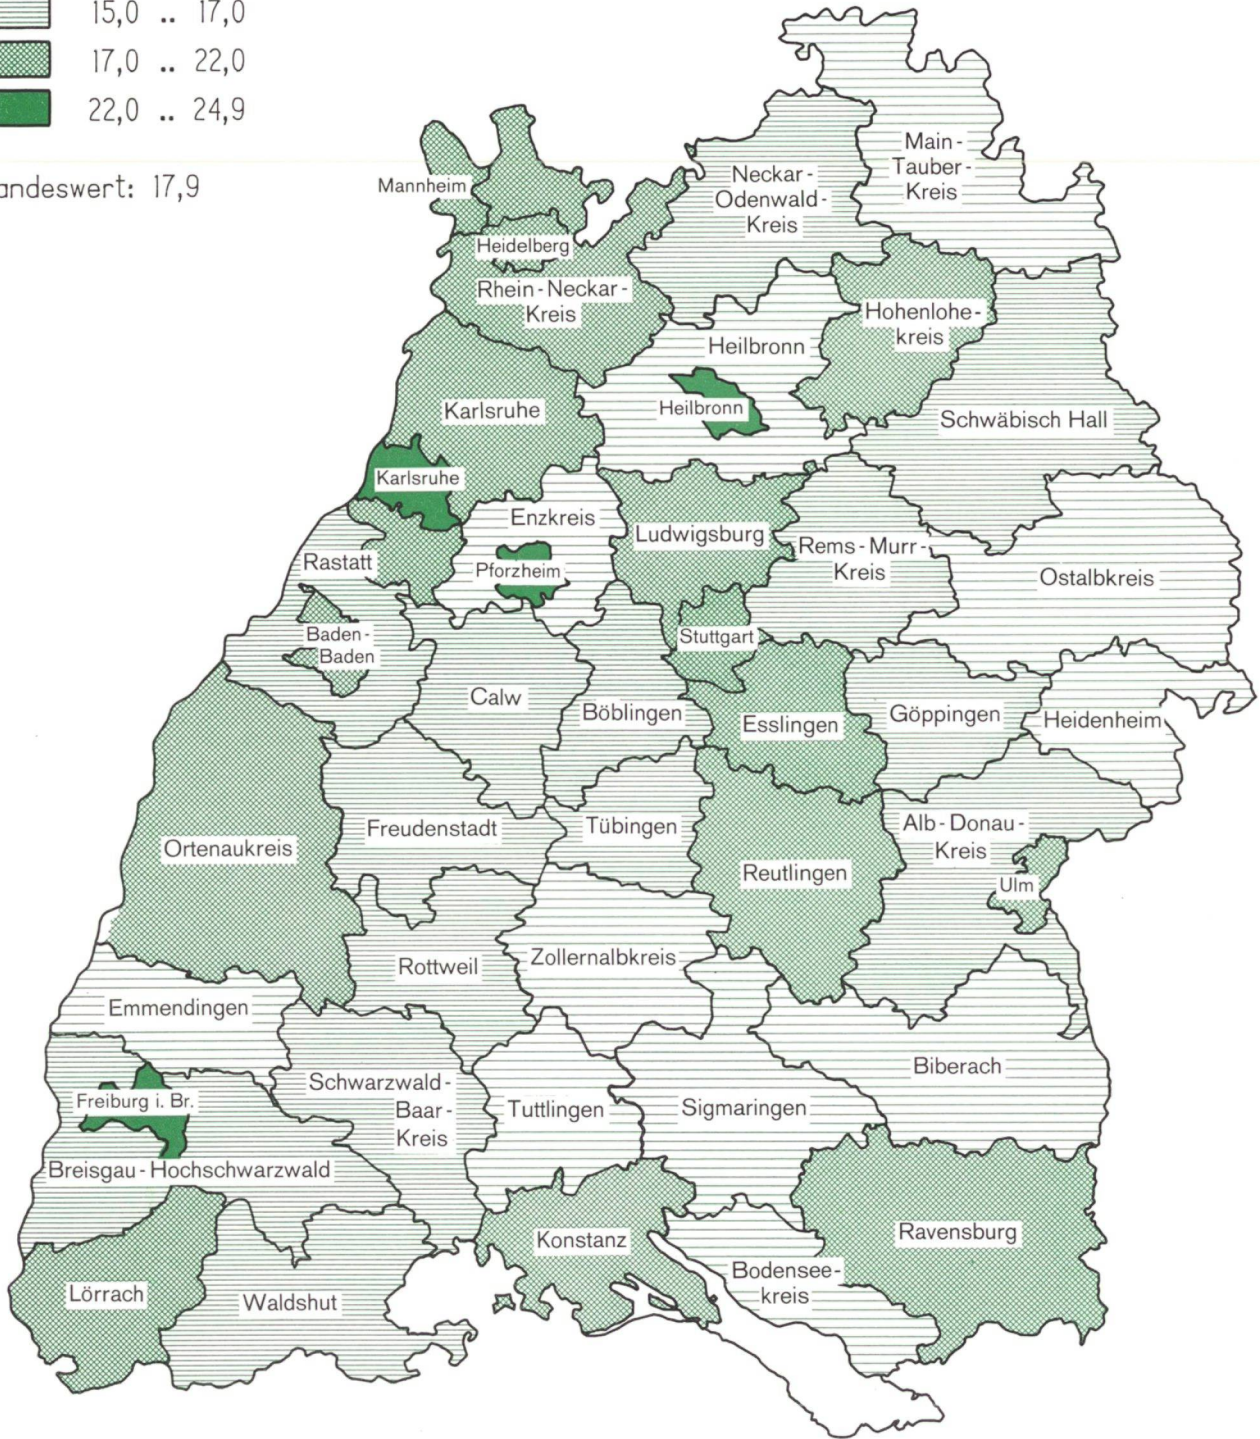 15,0 .. 17,0
17,0 .. 22,0
22,0 .. 24,9
andeswert: 17,9
Main-
Tauber-
Kreis
Neckar-
Odenwald-
Kreis
Mannheim
Heidelberg
Rhein-Neckar-
Kreis
Hohenlohe-
kreis
Heilbronn
Karlsruhe
Heilbronn
Schwäbisch Hall
Karlsruhe
Enzkreis
Ludwigsburg
Rems-Murr-
Kreis
Rastatt
Pforzheim
Ostalbkreis
Baden-
Baden
Stuttgart
Calw
Böblingen
Esslingen
Göppingen
Heidenheim
Freudenstadt
Tübingen
Alb-Donau-
Kreis
Ortenaukreis
Reutlingen
Ulm
Rottweil
Zollernalbkreis
Emmendingen
Biberach
Schwarzwald-
Baar-
Kreis
Freiburg i. Br.
Tuttlingen
Sigmaringen
Breisgau-Hochschwarzwald
Konstanz
Ravensburg
Bodensee-
kreis
Lörrach
Waldshut